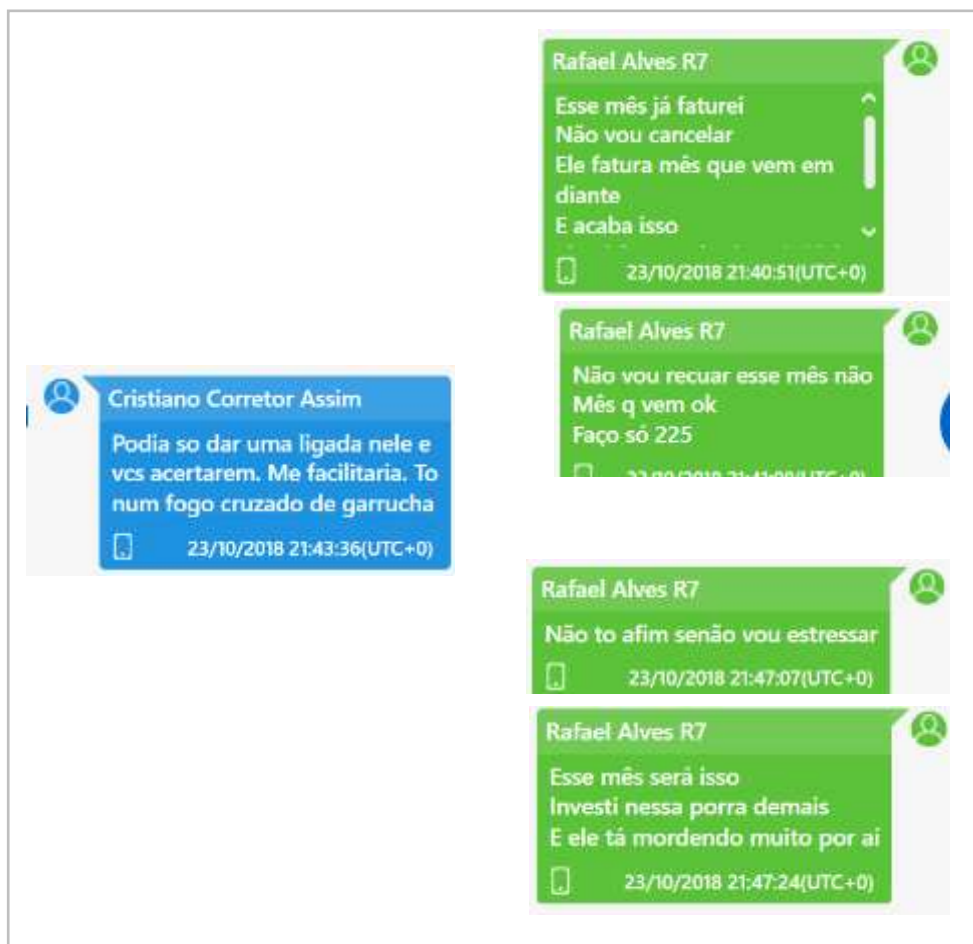 Rafael Alves R7
Esse mês já faturei
Não vou cancelar
Ele fatura mês que vem em
diante
E acaba isso
23/10/2018 21:40:51(UTC+0)
Rafael Alves R7
Não vou recuar esse mês não
Mês q vem ok
Faço só 225
Cristiano Corretor Assim
Podia so dar uma ligada nele e
vcs acertarem. Me facilitaria. To
num fogo cruzado de garrucha
23/10/2018 21:43:36(UTC+0)
Rafael Alves R7
Não to afim senão vou estressar
23/10/2018 21:47:07(UTC+0)
Rafael Alves R7
Esse mês será isso
Investi nessa porra demais
E ele tá mordendo muito por aí
23/10/2018 21:47:24(UTC+0)